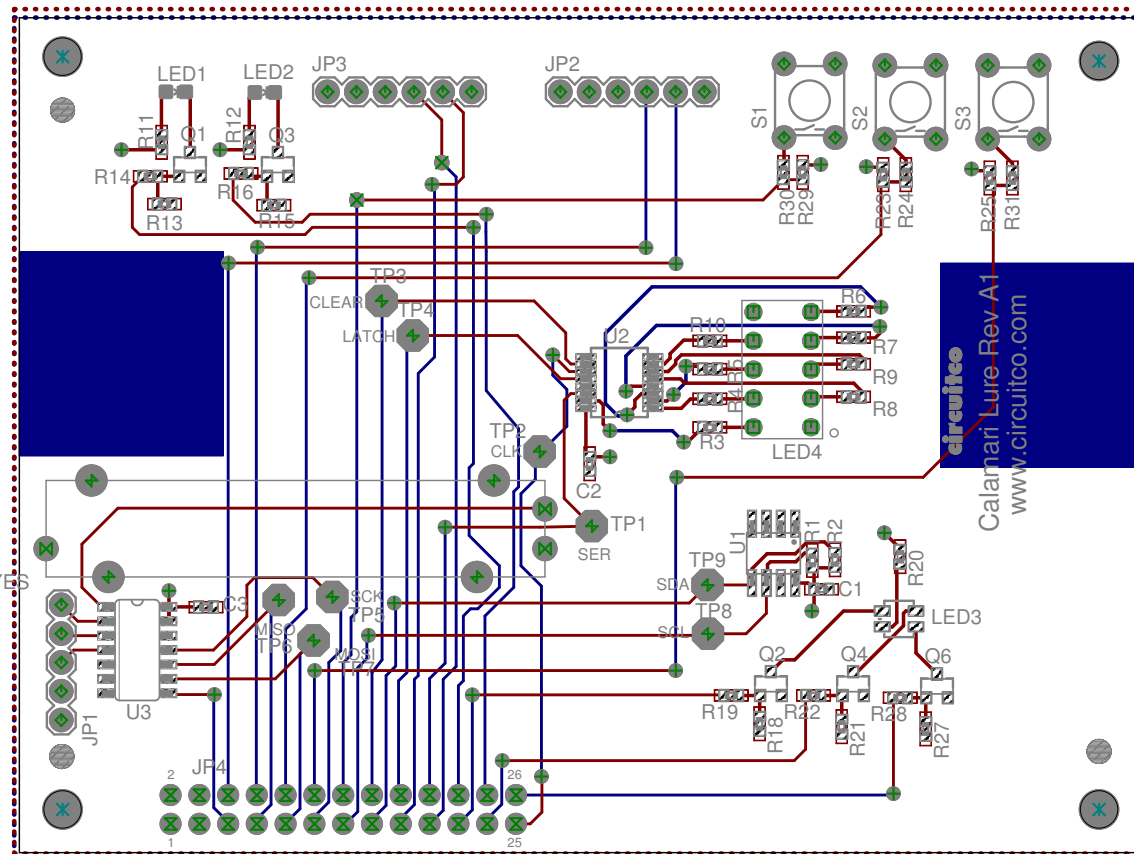 LED1
LED2
JP3
JP2
S1
S2
S3
R11
Q1
R12
Q3
R14
R16
R13
R15
R30
R29
R23
R24
R25
R31
TP3
CLEAR
TP4
LATCH
U2
R10
R6
R7
R5
R9
R4
R8
R3
LED4
TP2
CLK
C2
TP1
SER
circuitco
Calamari Lure Rev A1
www.circuitco.com
U1
R1
R2
C1
R20
TP9
SDA
TP8
SCL
LED3
YES
C3
SCK
TP5
MISO
TP6
MOSI
TP7
U3
JP1
Q2
Q4
Q6
R19
R18
R22
R21
R28
R27
JP4
2
26
1
25